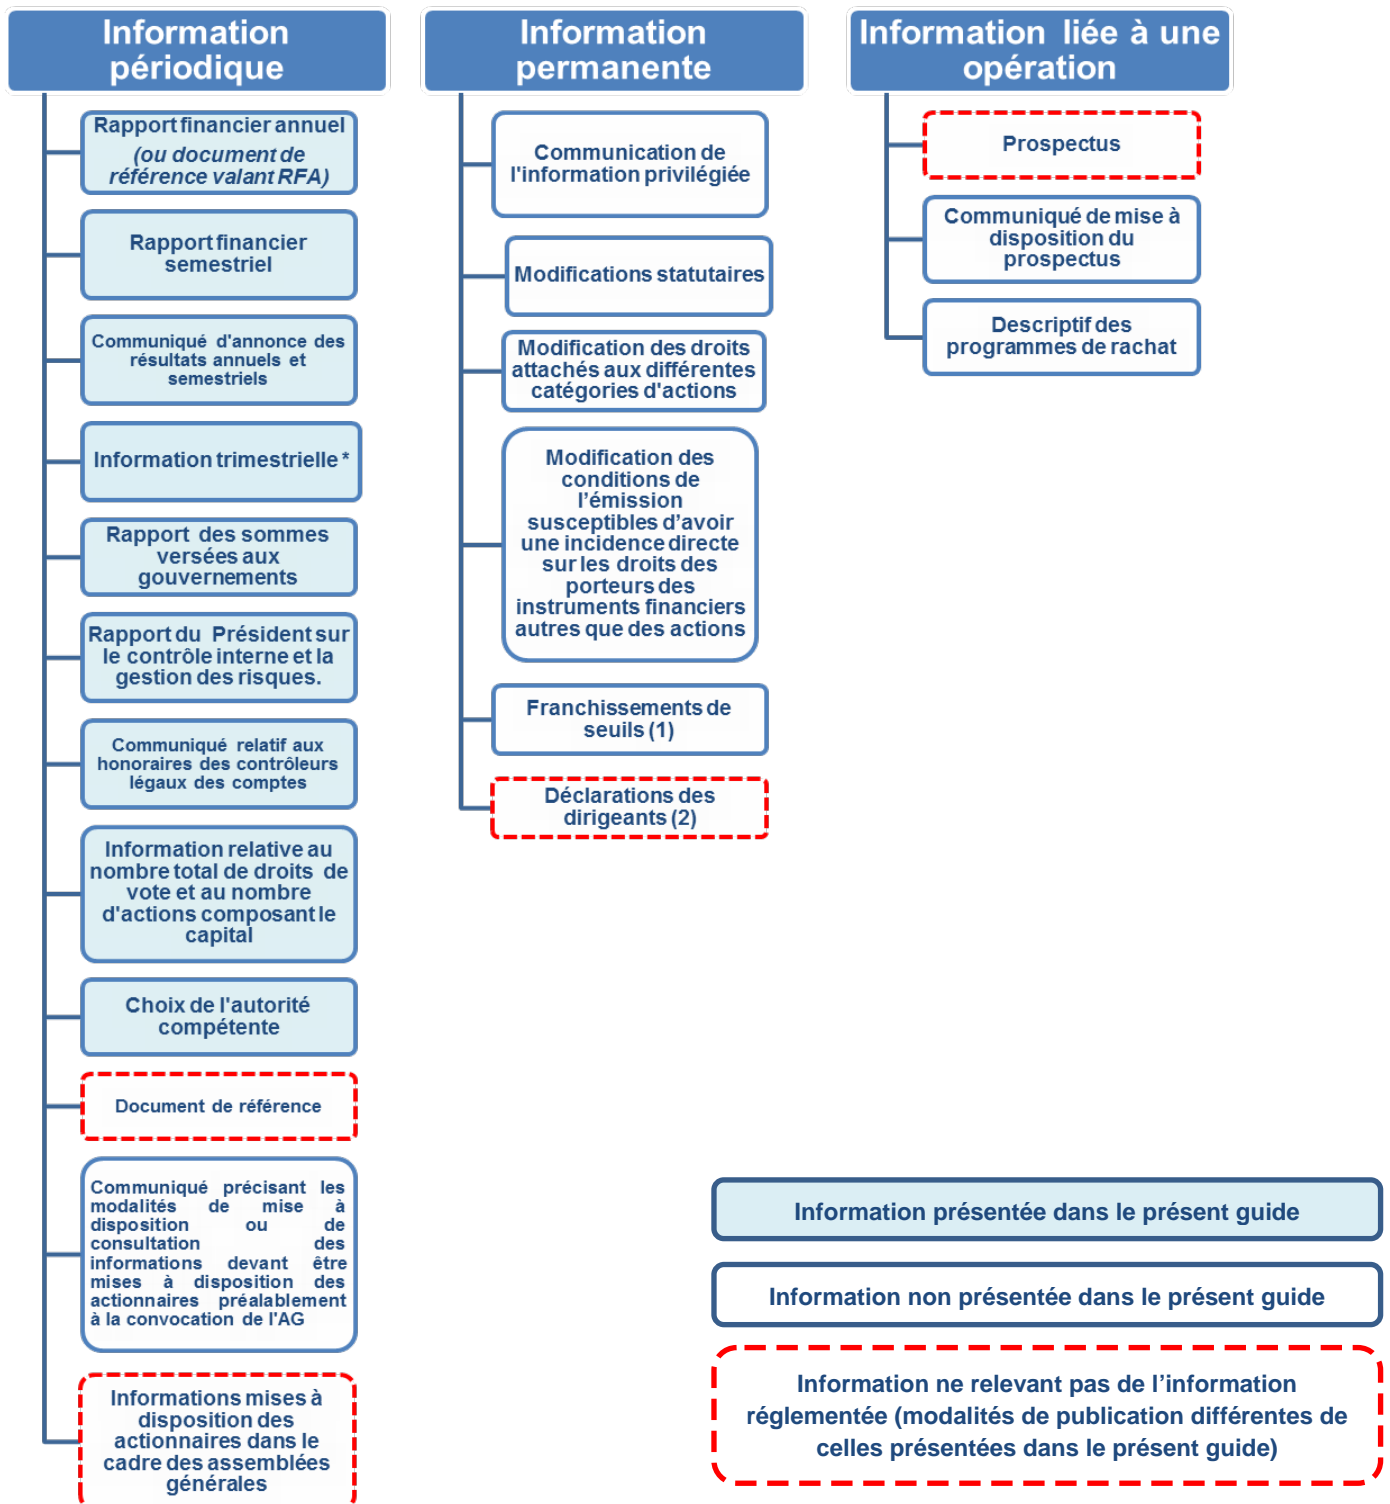 Information
périodique
Rapport financier annuel
(ou document de
référence valant RFA)
Rapport financier
semestriel
Communiqué d'annonce des
résultats annuels et
semestriels
Information trimestrielle *
Rapport des sommes
versées aux
gouvernements
Rapport du Président sur
le contrôle interne et la
gestion des risques.
Communiqué relatif aux
honoraires des contrôleurs
légaux des comptes
Information relative au
nombre total de droits de
vote et au nombre
d'actions composant le
capital
Choix de l'autorité
compétente
Document de référence
Communiqué précisant les
modalités de mise à
disposition ou de
consultation des
informations devant être
mises à disposition des
actionnaires préalablement
à la convocation de l'AG
Informations mises à
disposition des
actionnaires dans le
cadre des assemblées
générales
Information
permanente
Communication de
l'information privilégiée
Modifications statutaires
Modification des droits
attachés aux différentes
catégories d'actions
Modification des
conditions de
l’émission
susceptibles d’avoir
une incidence directe
sur les droits des
porteurs des
instruments financiers
autres que des actions
Franchissements de
seuils (1)
Déclarations des
dirigeants (2)
Information liée à une
opération
Prospectus
Communiqué de mise à
disposition du
prospectus
Descriptif des
programmes de rachat
Information présentée dans le présent guide
Information non présentée dans le présent guide
Information ne relevant pas de l’information
réglementée (modalités de publication différentes de
celles présentées dans le présent guide)